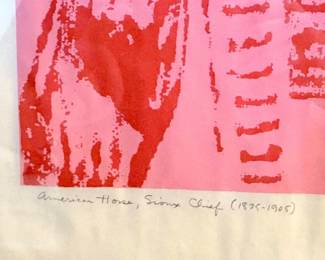 American Horse, Sioux Chief (1835-1905)